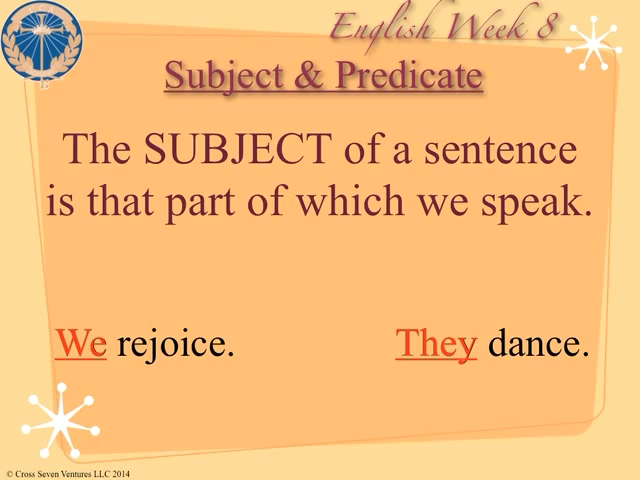 English Week 8
Subject & Predicate
The SUBJECT of a sentence
is that part of which we speak.
We rejoice. They dance.
© Cross Seven Ventures LLC 2014